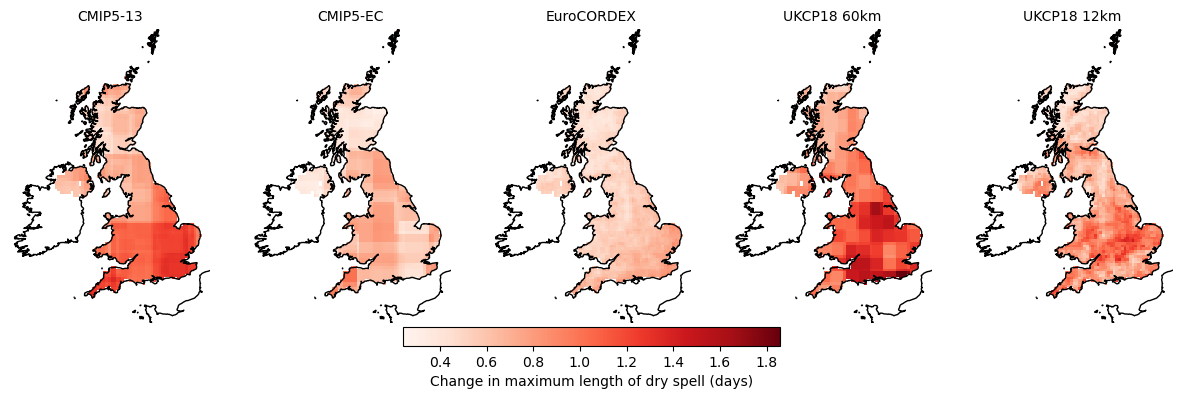 CMIP5-13
CMIP5-EC
EuroCORDEX
UKCP18 60km
UKCP18 12km
0.4 0.6 0.8 1.0 1.2 1.4 1.6 1.8
Change in maximum length of dry spell (days)